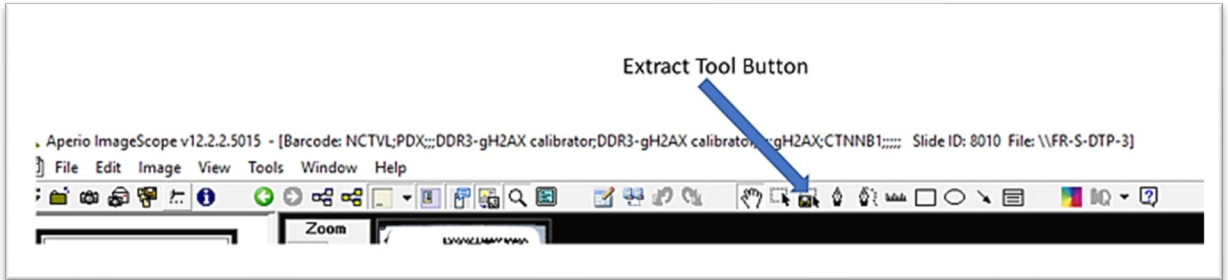 Extract Tool Button
Aperio ImageScope v12.2.2.5015 - [Barcode: NCTVL;PDX;;;DDR3-gH2AX calibrator;DDR3-gH2AX calibrator, gH2AX;CTNNB1;;;;; Slide ID: 8010 File: \\FR-S-DTP-3]
File Edit Image View Tools Window Help
Zoom